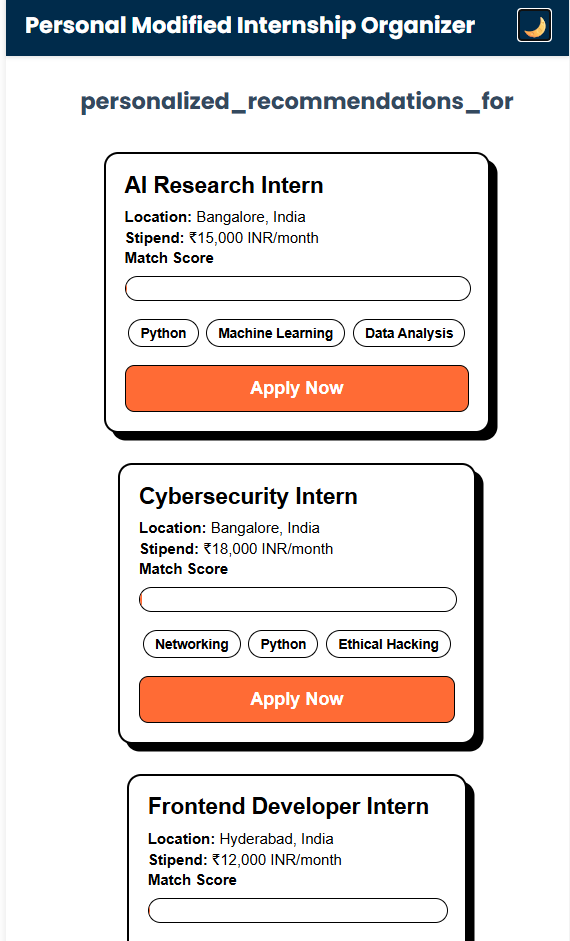 Personal Modified Internship Organizer
personalized_recommendations_for
AI Research Intern
Location: Bangalore, India
Stipend: ₹15,000 INR/month
Match Score
Python Machine Learning Data Analysis
Apply Now
Cybersecurity Intern
Location: Bangalore, India
Stipend: ₹18,000 INR/month
Match Score
Networking Python Ethical Hacking
Apply Now
Frontend Developer Intern
Location: Hyderabad, India
Stipend: ₹12,000 INR/month
Match Score